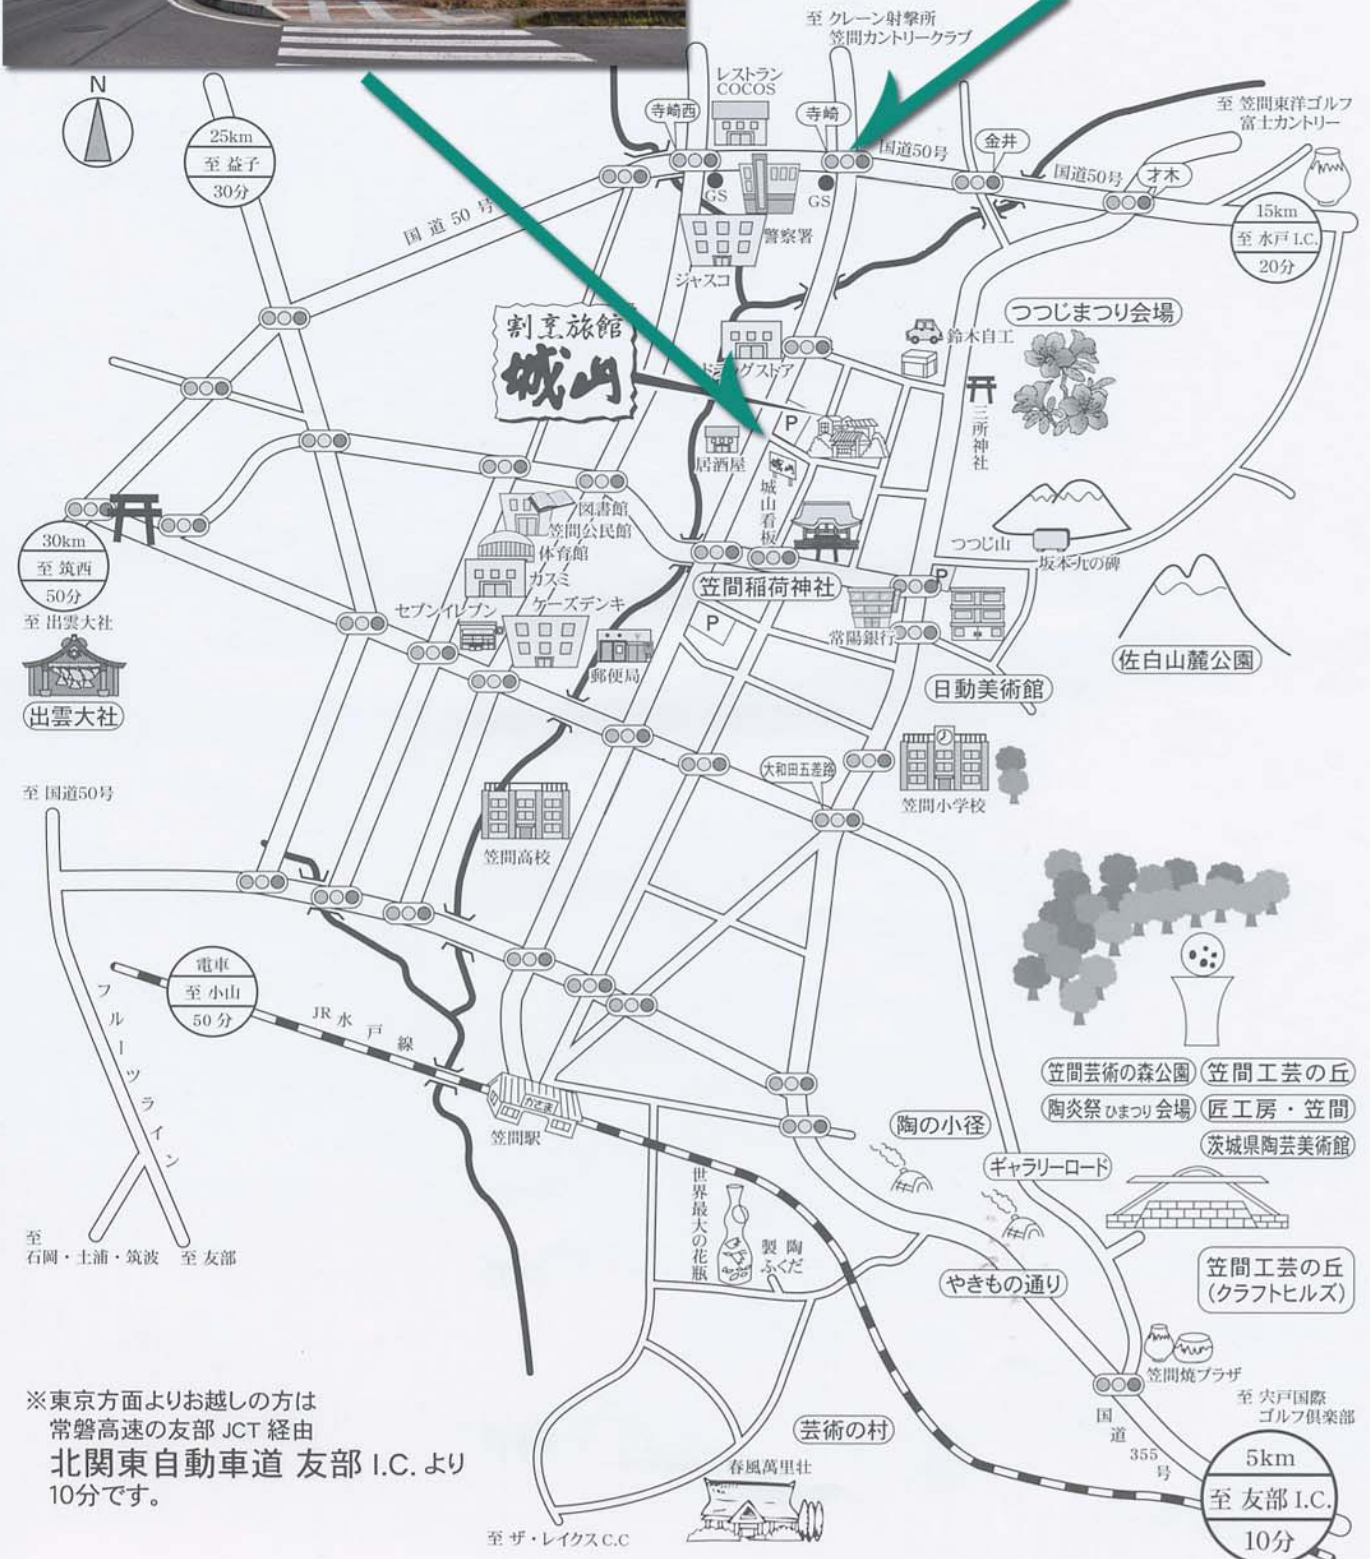 至 クレーン射撃所
笠間カントリークラブ
N
25km
至 益子
30分
レストラン
COCOS
寺崎西
寺崎
国道50号
金井
国道50号
才木
至 笠間東洋ゴルフ
富士カントリー
15km
至 水戸 I.C.
20分
国道 50 号
GS
GS
警察署
ジャスコ
割烹旅館
城山
ドラッグストア
鈴木自工
つつじまつり会場
三所神社
P
居酒屋
城山
城山看板
図書館
笠間公民館
体育館
カスミ
ケーズデンキ
セブンイレブン
郵便局
30km
至 筑西
50分
至 出雲大社
出雲大社
笠間稲荷神社
P
P
常陽銀行
つつじ山
坂本九の碑
佐白山麓公園
日動美術館
大和田五差路
笠間小学校
至 国道50号
笠間高校
電車
至 小山
50 分
フルーツライン
JR 水戸線
かさま
笠間駅
笠間芸術の森公園
笠間工芸の丘
陶炎祭 ひまつり 会場
匠工房・笠間
茨城県陶芸美術館
陶の小径
ギャラリーロード
世界最大の花瓶
製陶
ふくだ
やきもの通り
笠間工芸の丘
(クラフトヒルズ)
至
石岡・土浦・筑波
至 友部
笠間焼プラザ
至 宍戸国際
ゴルフ倶楽部
国道355号
5km
至 友部 I.C.
10分
芸術の村
春風萬里荘
至 ザ・レイクス C.C
※東京方面よりお越しの方は
常磐高速の友部 JCT 経由
北関東自動車道 友部 I.C. より
10分です。